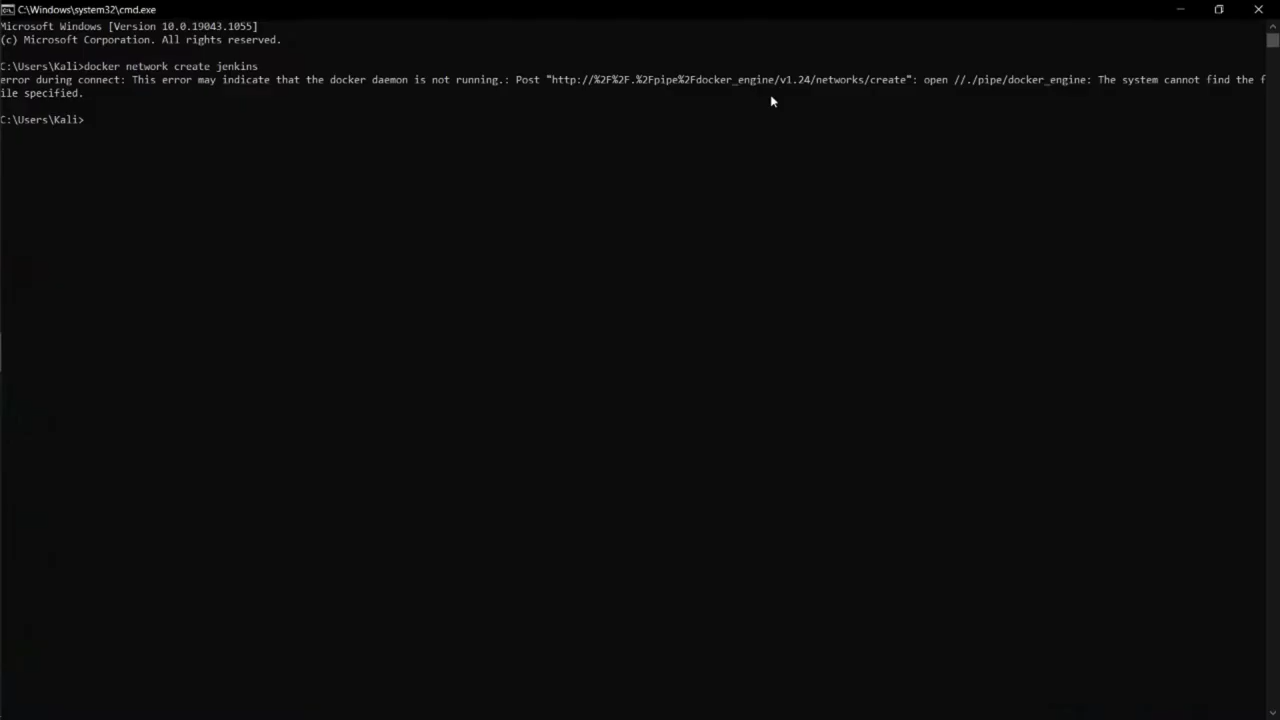 C:\Windows\system32\cmd.exe
Microsoft Windows [Version 10.0.19043.1055]
(c) Microsoft Corporation. All rights reserved.
C:\Users\Kali>docker network create jenkins
error during connect: This error may indicate that the docker daemon is not running.: Post "http://%2F%2F.%2Fpipe%2Fdocker_engine/v1.24/networks/create": open //./pipe/docker_engine: The system cannot find the f
ile specified.
C:\Users\Kali>